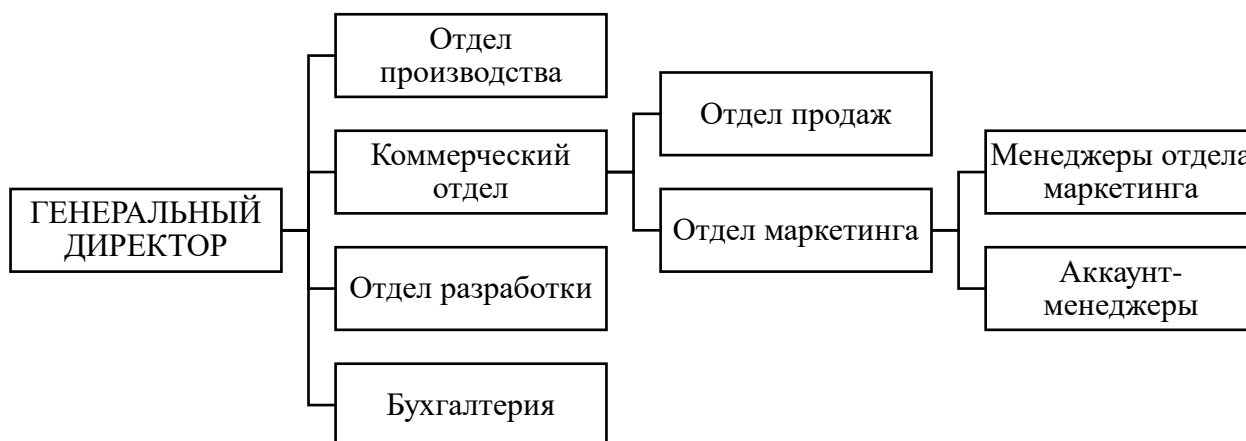 ГЕНЕРАЛЬНЫЙ
ДИРЕКТОР
Отдел
производства
Коммерческий
отдел
Отдел разработки
Бухгалтерия
Отдел продаж
Отдел маркетинга
Менеджеры отдела
маркетинга
Аккаунт-
менеджеры